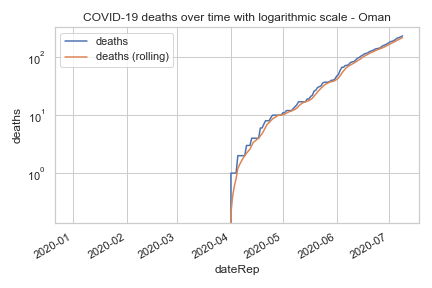 COVID-19 deaths over time with logarithmic scale - Oman
deaths
deaths (rolling)
deaths
10²
10¹
10⁰
2020-01
2020-02
2020-03
2020-04
2020-05
2020-06
2020-07
dateRep